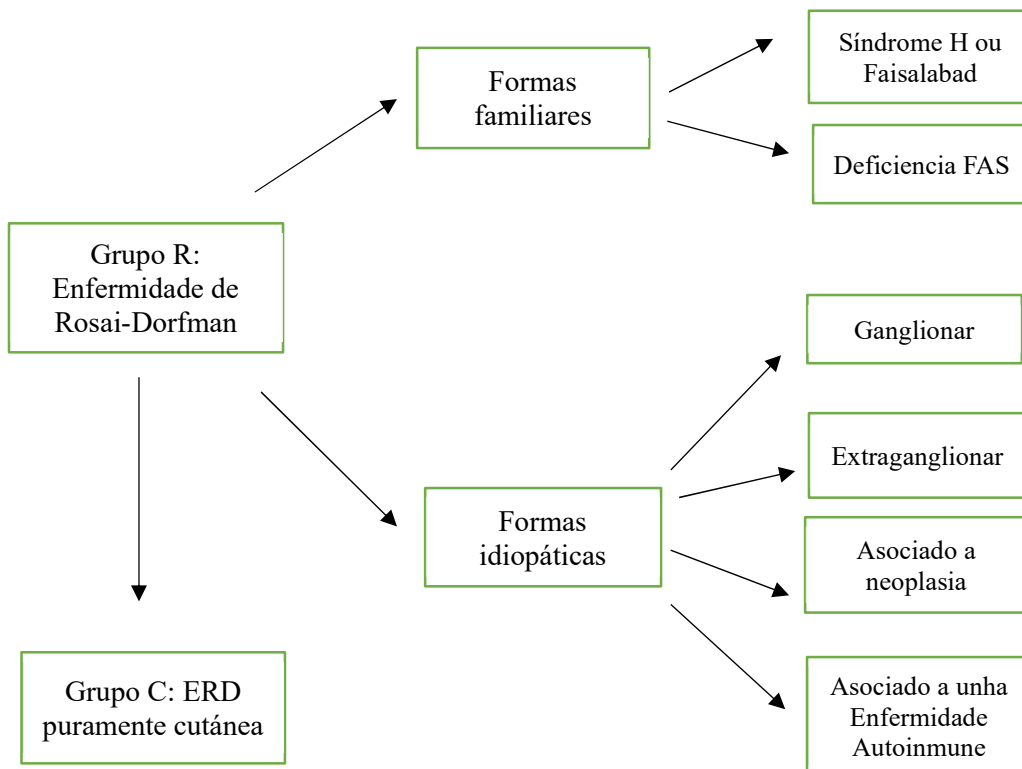 Síndrome H ou
Faisalabad
Formas
familiares
Deficiencia FAS
Grupo R:
Enfermidade de
Rosai-Dorfman
Ganglionar
Extraganglionar
Formas
idiopáticas
Asociado a
neoplasia
Grupo C: ERD
puramente cutánea
Asociado a unha
Enfermidade
Autoinmune